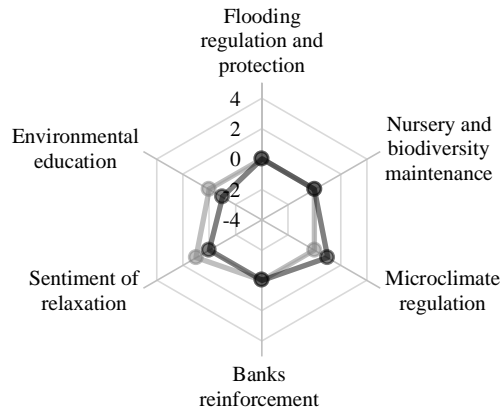 Flooding
regulation and
protection
4
2
0
-2
-4
Nursery and
biodiversity
maintenance
Microclimate
regulation
Banks
reinforcement
Sentiment of
relaxation
Environmental
education